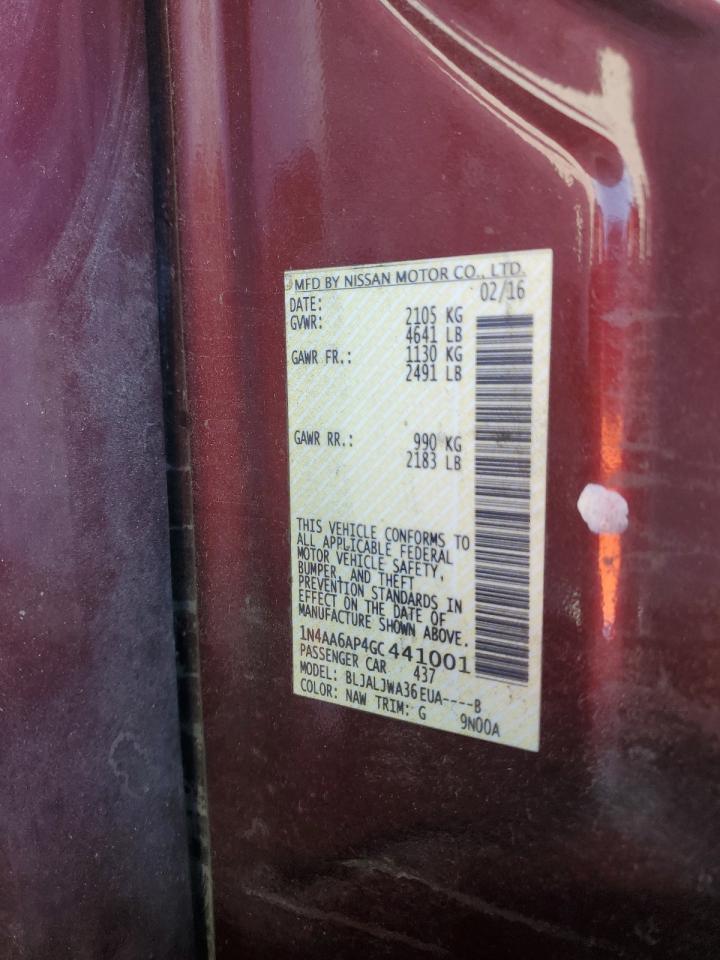 MFD BY NISSAN MOTOR CO., LTD.
DATE: 02/16
GVWR: 2105 KG
4641 LB
GAWR FR.: 1130 KG
2491 LB
GAWR RR.: 990 KG
2183 LB
THIS VEHICLE CONFORMS TO
ALL APPLICABLE FEDERAL
MOTOR VEHICLE SAFETY,
BUMPER, AND THEFT
PREVENTION STANDARDS IN
EFFECT ON THE DATE OF
MANUFACTURE SHOWN ABOVE.
1N4AA6AP4GC441001
PASSENGER CAR 437
MODEL: BLJALJWA36EUA----B
COLOR: NAW TRIM: G 9N00A